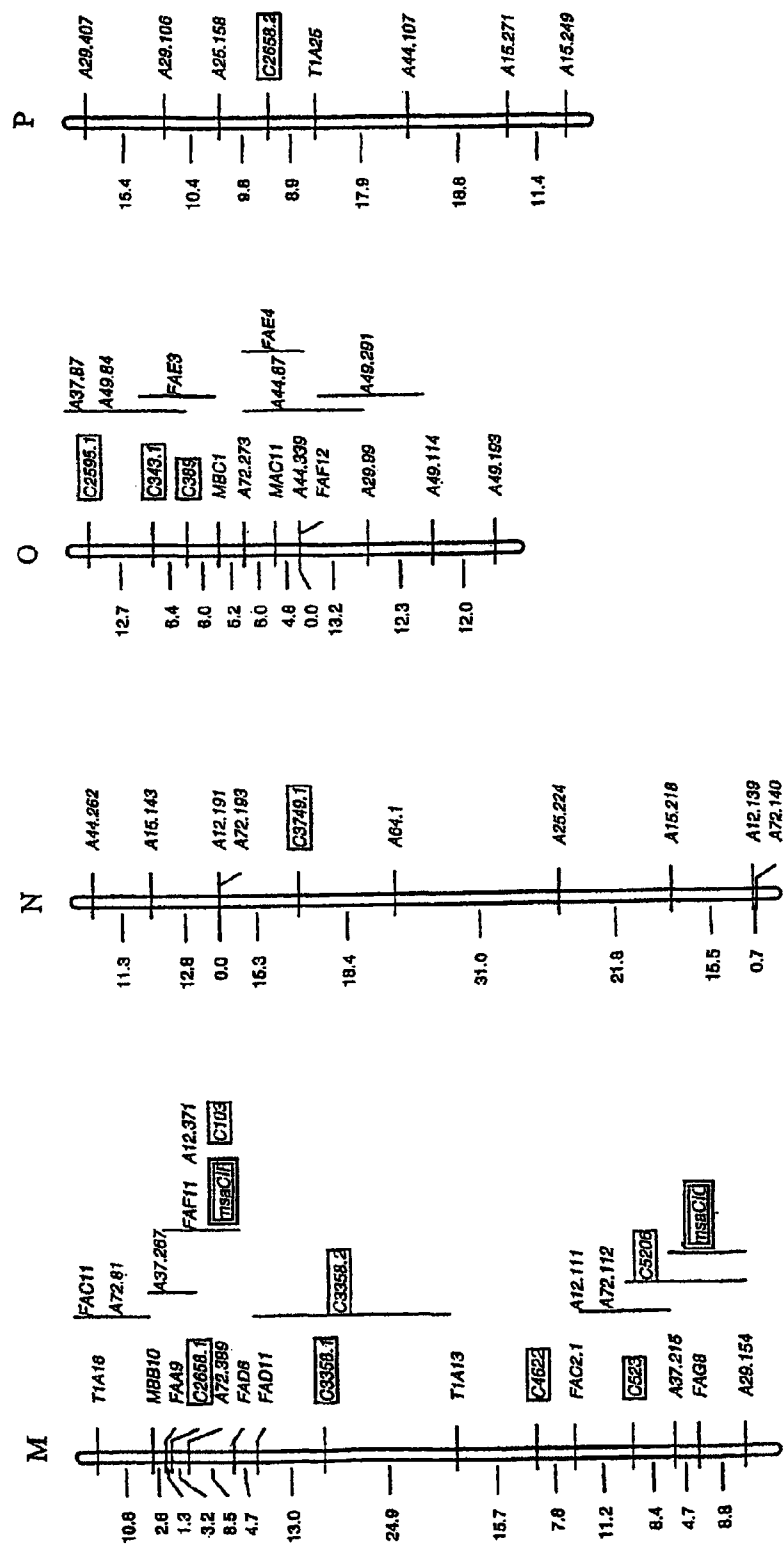 M
10.8
2.8
1.3
3.2
8.5
4.7
13.0
24.9
15.7
7.8
11.2
8.4
4.7
8.8
T1A16
MBB10
FAA9
C2658.1
A72.389
FAD8
FAD11
C3358.1
T1A13
C4622
FAC2.1
C523
A37.215
FAG8
A29.154
FAC11
A72.81
A37.267
FAF11 A12.371
msaCIF C103
C3358.2
A12.111
A72.112
C5206
msaCIC
N
11.3
12.8
0.0
15.3
18.4
31.0
21.8
15.5
0.7
A44.262
A15.143
A12.191
A72.193
C3749.1
A64.1
A25.224
A15.218
A12.139
A72.140
O
12.7
6.4
6.0
5.2
6.0
4.8
0.0
13.2
12.3
12.0
C2595.1
C343.1
C389
MBC1
A72.273
MAC11
A44.339
FAF12
A29.99
A49.114
A49.193
A37.87
A49.84
FAE3
A44.87
FAE4
A49.291
P
15.4
10.4
9.8
8.9
17.9
18.8
11.4
A29.407
A29.106
A25.158
C2658.2
T1A25
A44.107
A15.271
A15.249